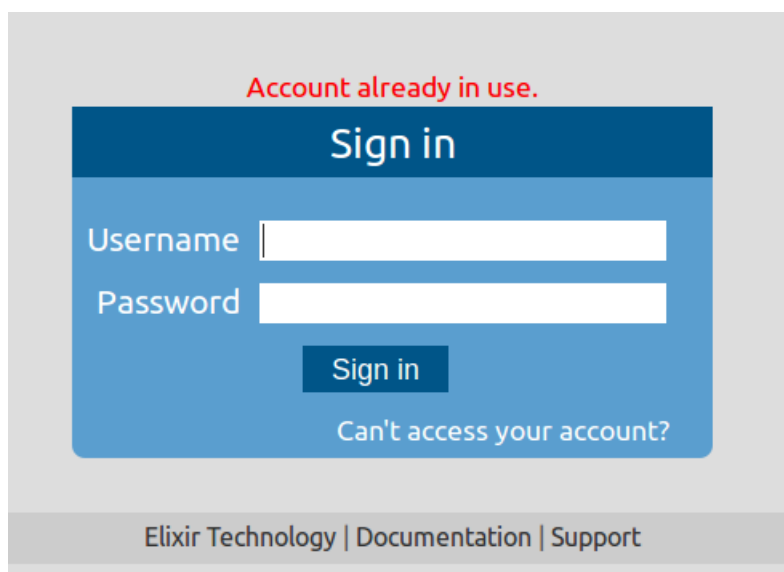 Account already in use.
Sign in
Username
Password
Sign in
Can't access your account?
Elixir Technology | Documentation | Support